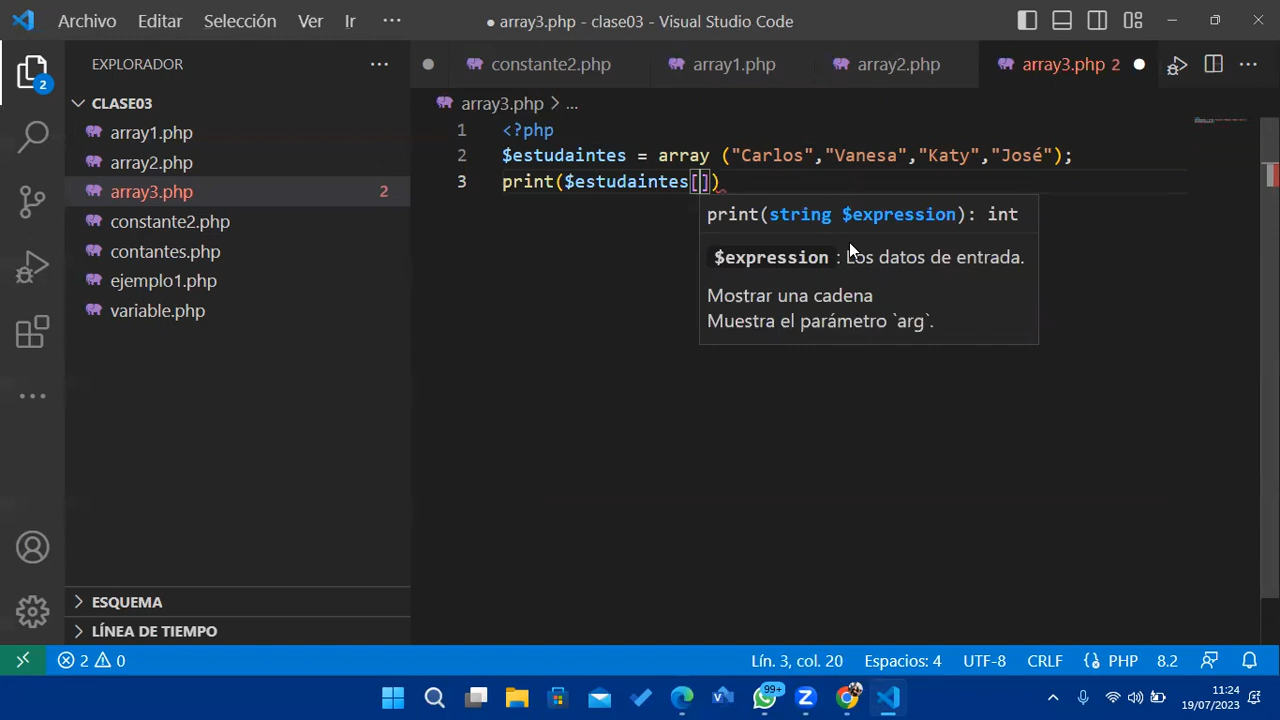 Archivo Editar Selección Ver Ir ··· ● array3.php - clase03 - Visual Studio Code
EXPLORADOR ···
constante2.php array1.php array2.php array3.php 2 ● ···
CLASE03
array3.php > ...
array1.php
array2.php
array3.php 2
constante2.php
contantes.php
ejemplo1.php
variable.php
1 <?php
2 $estudaintes = array ("Carlos","Vanesa","Katy","José");
3 print($estudaintes[])
print(string $expression): int
$expression : Los datos de entrada.
Mostrar una cadena
Muestra el parámetro `arg`.
2
ESQUEMA
LÍNEA DE TIEMPO
2 0 Lín. 3, col. 20 Espacios: 4 UTF-8 CRLF PHP 8.2
99+
11:24
19/07/2023